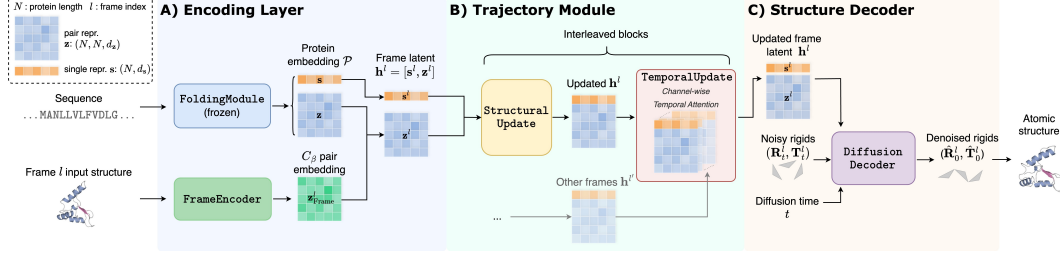 N : protein length   l : frame index
pair repr.
z: (N, N, d_z)
single repr. s: (N, d_s)
Sequence
...MANLLVLFVDLG...
Frame l input structure
A) Encoding Layer
FoldingModule
(frozen)
FrameEncoder
Protein
embedding P
s
z
C_β pair
embedding
z^l_Frame
Frame latent
h^l = [s^l, z^l]
s^l
z^l
B) Trajectory Module
Interleaved blocks
Structural
Update
Updated h^l
TemporalUpdate
Channel-wise
Temporal Attention
Other frames h^l'
...
C) Structure Decoder
Updated frame
latent h^l
s^l
z^l
Noisy rigids
(R^l_t, T^l_t)
Diffusion
Decoder
Diffusion time
t
Denoised rigids
(R̂^l_0, T̂^l_0)
Atomic
structure